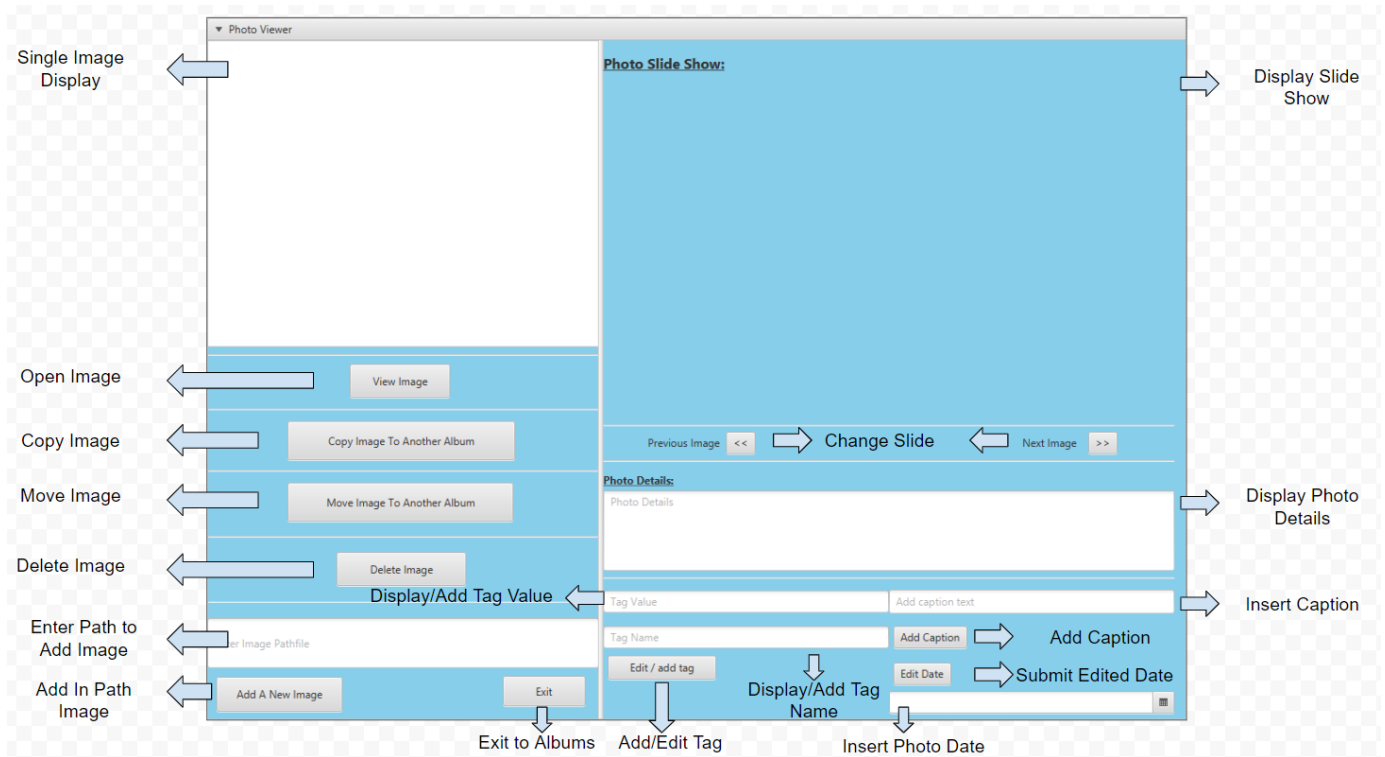 Photo Viewer
Single Image
Display
Photo Slide Show:
Display Slide
Show
Open Image
View Image
Copy Image
Copy Image To Another Album
Previous Image
<<
Change Slide
Next Image
>>
Move Image
Move Image To Another Album
Photo Details:
Photo Details
Display Photo
Details
Delete Image
Delete Image
Display/Add Tag Value
Tag Value
Add caption text
Insert Caption
Enter Path to
Add Image
Image Pathfile
Tag Name
Add Caption
Add Caption
Edit / add tag
Edit Date
Submit Edited Date
Display/Add Tag
Name
Add In Path
Image
Add A New Image
Exit
Exit to Albums
Add/Edit Tag
Insert Photo Date